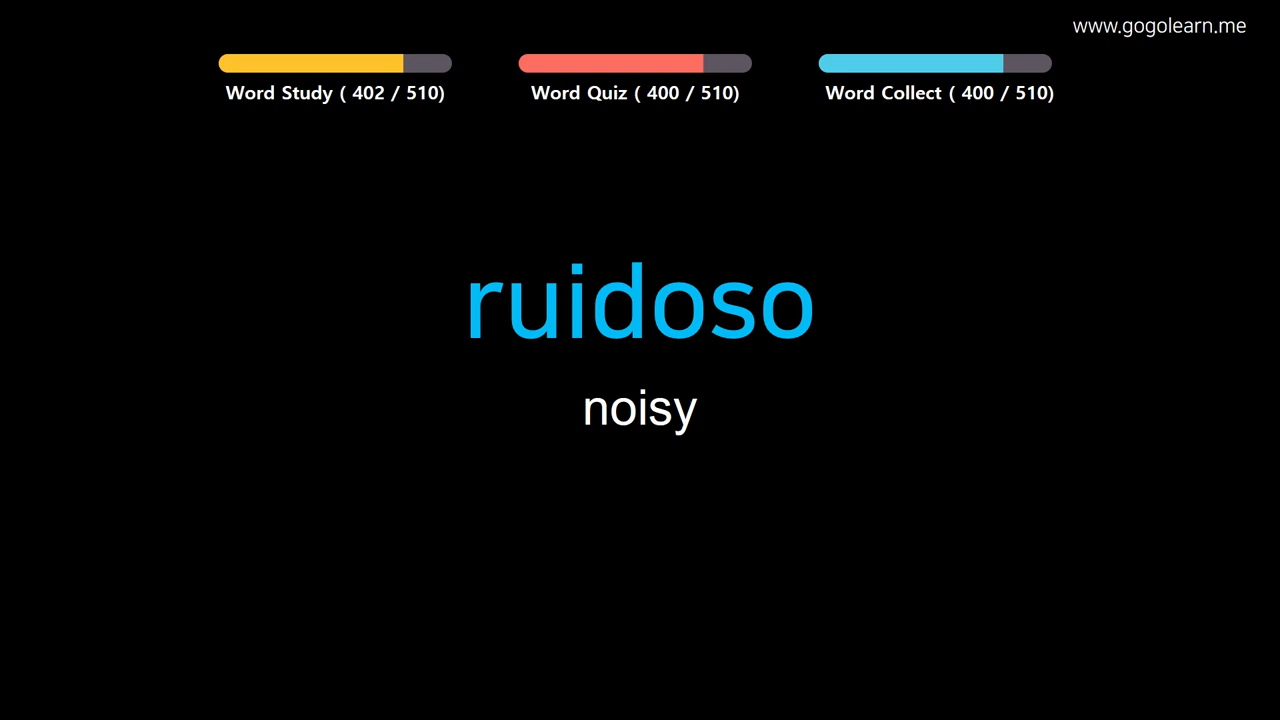 www.gogolearn.me
Word Study ( 402 / 510)
Word Quiz ( 400 / 510)
Word Collect ( 400 / 510)
ruidoso
noisy